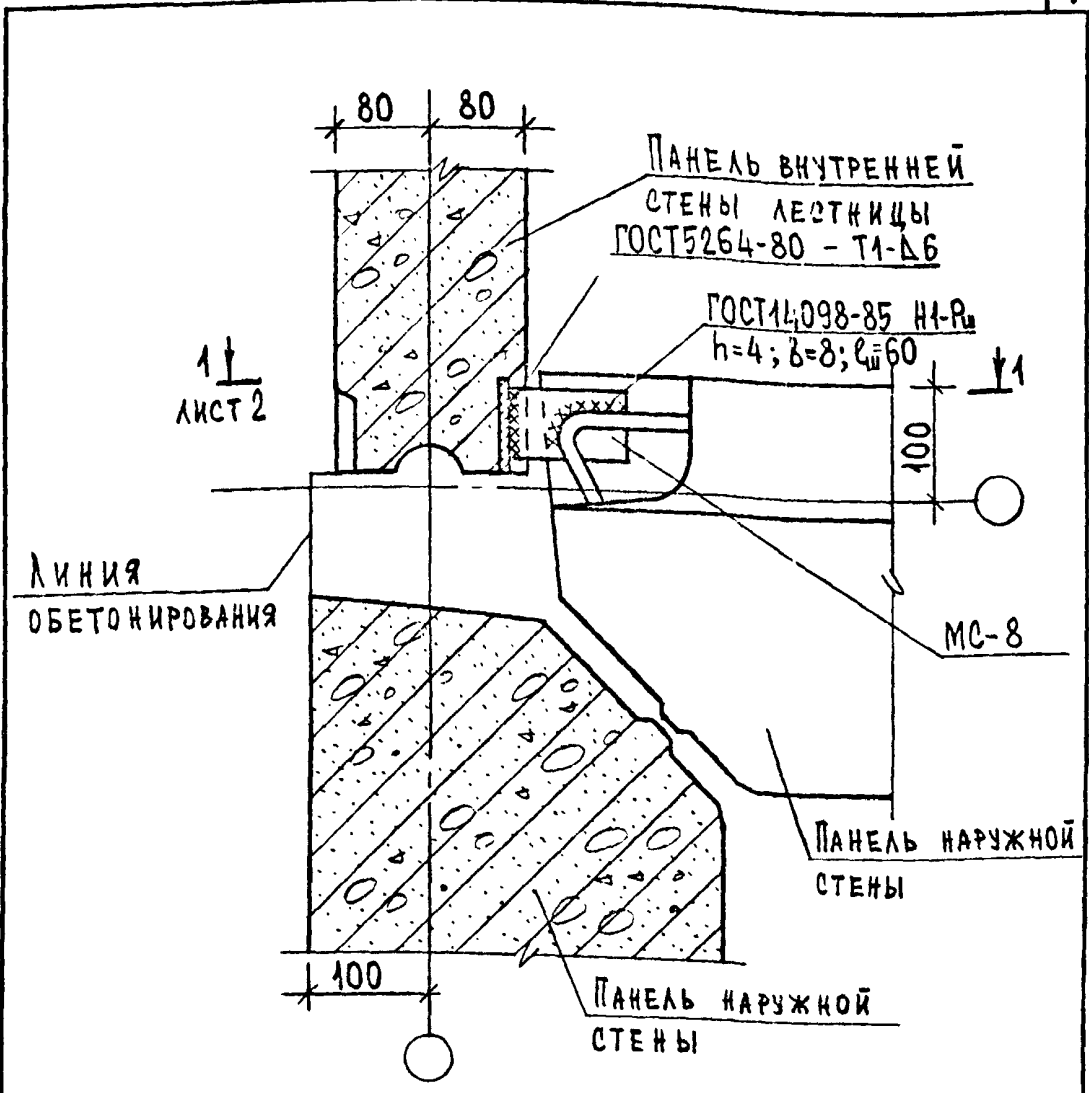 80 80
ПАНЕЛЬ ВНУТРЕННЕЙ
СТЕНЫ ЛЕСТНИЦЫ
ГОСТ5264-80 - Т1-Δ6
ГОСТ14098-85 Н1-Рш
h=4; в=8; ℓш=60
1
ЛИСТ 2
1
100
ЛИНИЯ
ОБЕТОНИРОВАНИЯ
МС-8
ПАНЕЛЬ НАРУЖНОЙ
СТЕНЫ
100
ПАНЕЛЬ НАРУЖНОЙ
СТЕНЫ